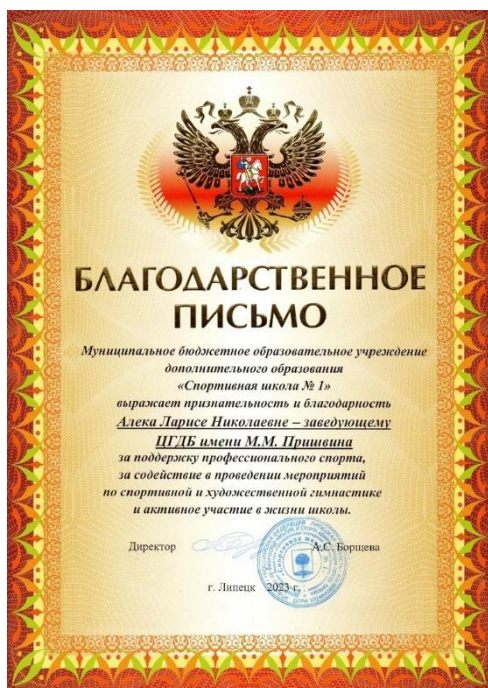 БЛАГОДАРСТВЕННОЕ
ПИСЬМО
Муниципальное бюджетное образовательное учреждение
дополнительного образования
«Спортивная школа № 1»
выражает признательность и благодарность
Алека Ларисе Николаевне – заведующему
ЦГДБ имени М.М. Пришвина
за поддержку профессионального спорта,
за содействие в проведении мероприятий
по спортивной и художественной гимнастике
и активное участие в жизни школы.
Директор А.С. Борщева
г. Липецк 2023 г.